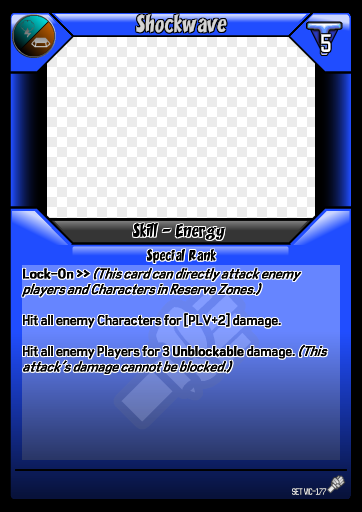 Shockwave
5
Skill - Energy
Special Rank
Lock-On >> (This card can directly attack enemy
players and Characters in Reserve Zones.)
Hit all enemy Characters for [PLV+2] damage.
Hit all enemy Players for 3 Unblockable damage. (This
attack's damage cannot be blocked.)
SET VIC-177